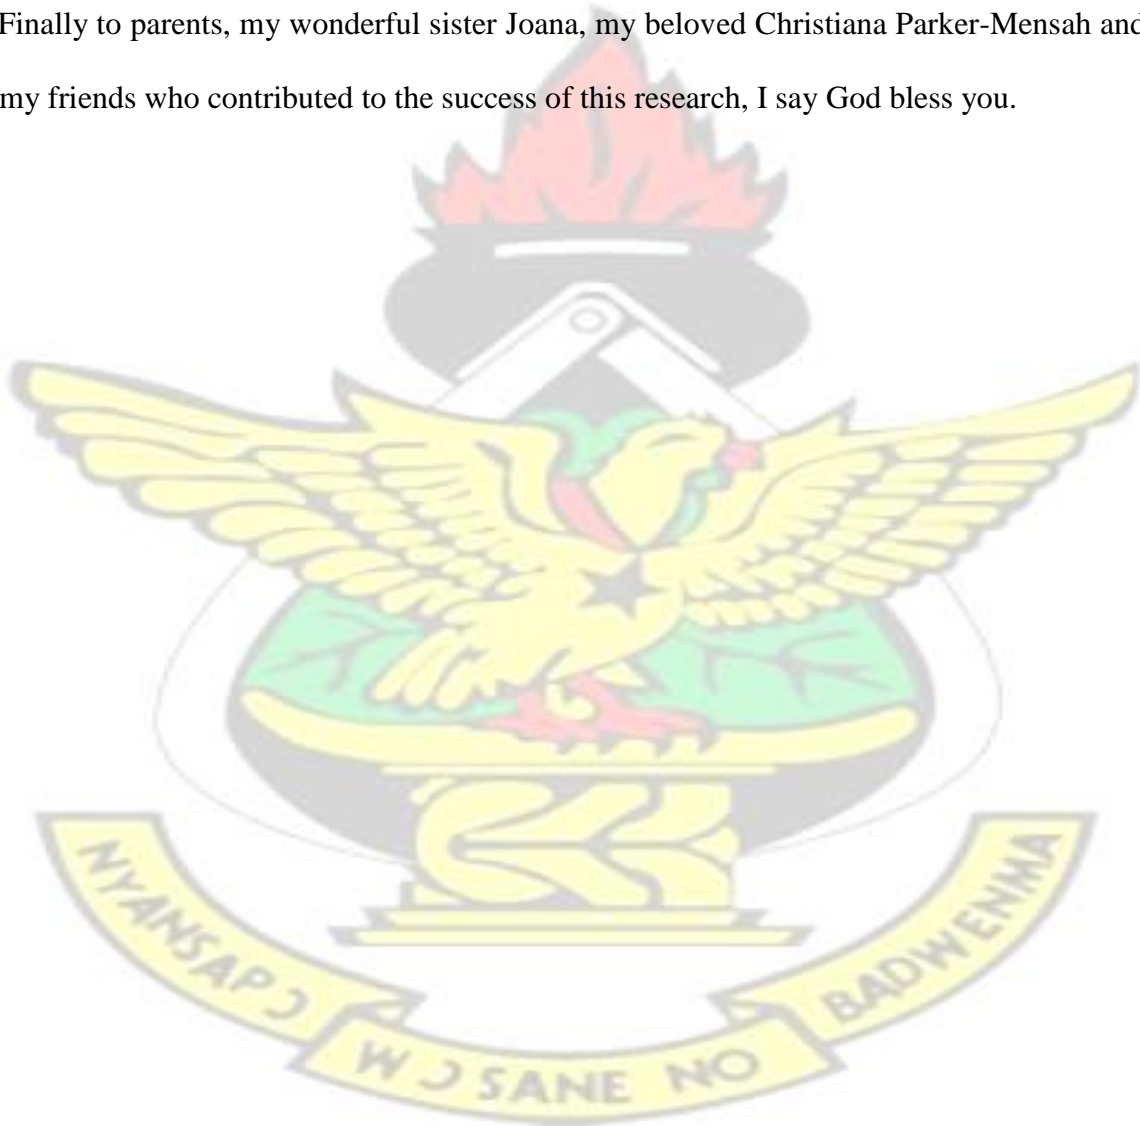 Finally to parents, my wonderful sister Joana, my beloved Christiana Parker-Mensah and
my friends who contributed to the success of this research, I say God bless you.
NYANSAPƆ
WƆSANE NO
BADWENMA